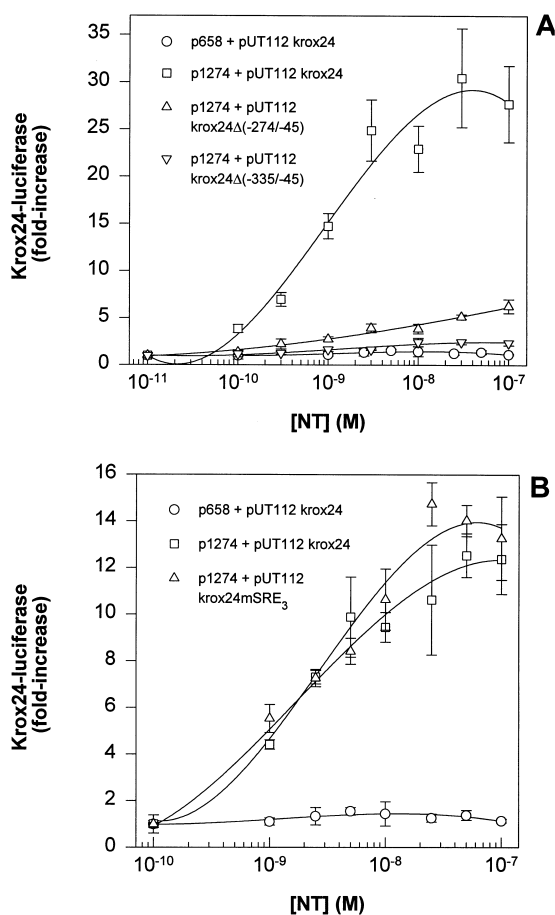 A
p658 + pUT112 krox24
p1274 + pUT112 krox24
p1274 + pUT112
krox24Δ(-274/-45)
p1274 + pUT112
krox24Δ(-335/-45)
Krox24-luciferase
(fold-increase)
35
30
25
20
15
10
5
0
10-11
10-10
10-9
10-8
10-7
[NT] (M)
B
p658 + pUT112 krox24
p1274 + pUT112 krox24
p1274 + pUT112
krox24mSRE3
Krox24-luciferase
(fold-increase)
16
14
12
10
8
6
4
2
0
10-10
10-9
10-8
10-7
[NT] (M)